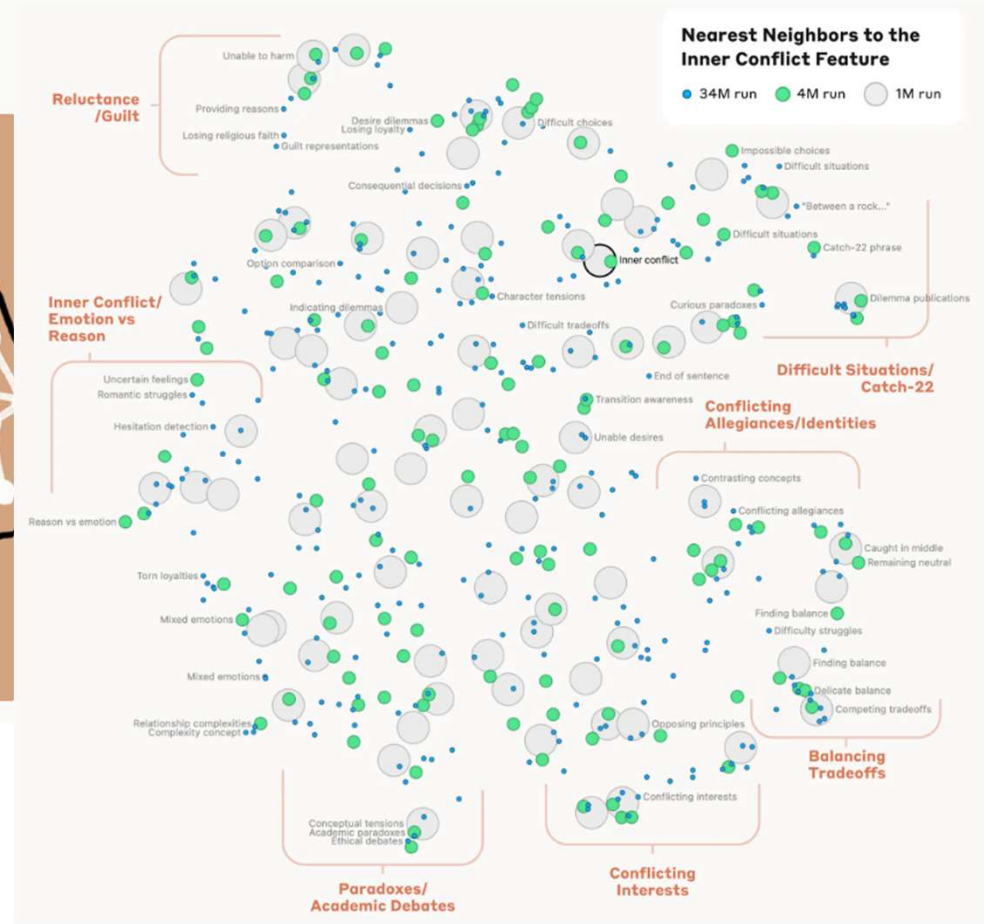 Nearest Neighbors to the
Inner Conflict Feature
34M run
4M run
1M run
Reluctance
/Guilt
Unable to harm
Providing reasons
Losing religious faith
Guilt representations
Desire dilemmas
Losing loyalty
Difficult choices
Consequential decisions
Impossible choices
Difficult situations
"Between a rock..."
Difficult situations
Catch-22 phrase
Option comparison
Inner conflict
Character tensions
Indicating dilemmas
Curious paradoxes
Dilemma publications
Difficult tradeoffs
Inner Conflict/
Emotion vs
Reason
Difficult Situations/
Catch-22
Uncertain feelings
Romantic struggles
End of sentence
Hesitation detection
Transition awareness
Unable desires
Conflicting
Allegiances/Identities
Contrasting concepts
Conflicting allegiances
Reason vs emotion
Caught in middle
Remaining neutral
Torn loyalties
Mixed emotions
Finding balance
Difficulty struggles
Finding balance
Mixed emotions
Delicate balance
Competing tradeoffs
Relationship complexities
Complexity concept
Opposing principles
Balancing
Tradeoffs
Conflicting interests
Conceptual tensions
Academic paradoxes
Ethical debates
Paradoxes/
Academic Debates
Conflicting
Interests